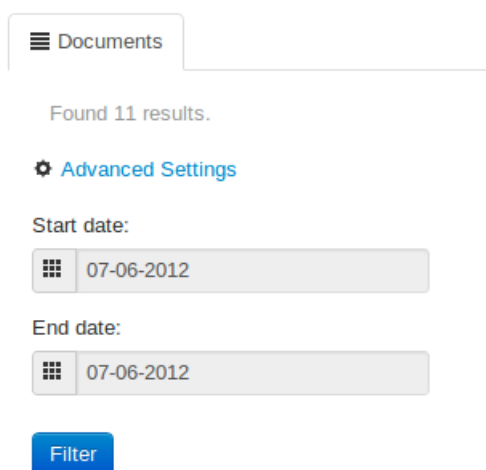 Documents
Found 11 results.
Advanced Settings
Start date:
07-06-2012
End date:
07-06-2012
Filter